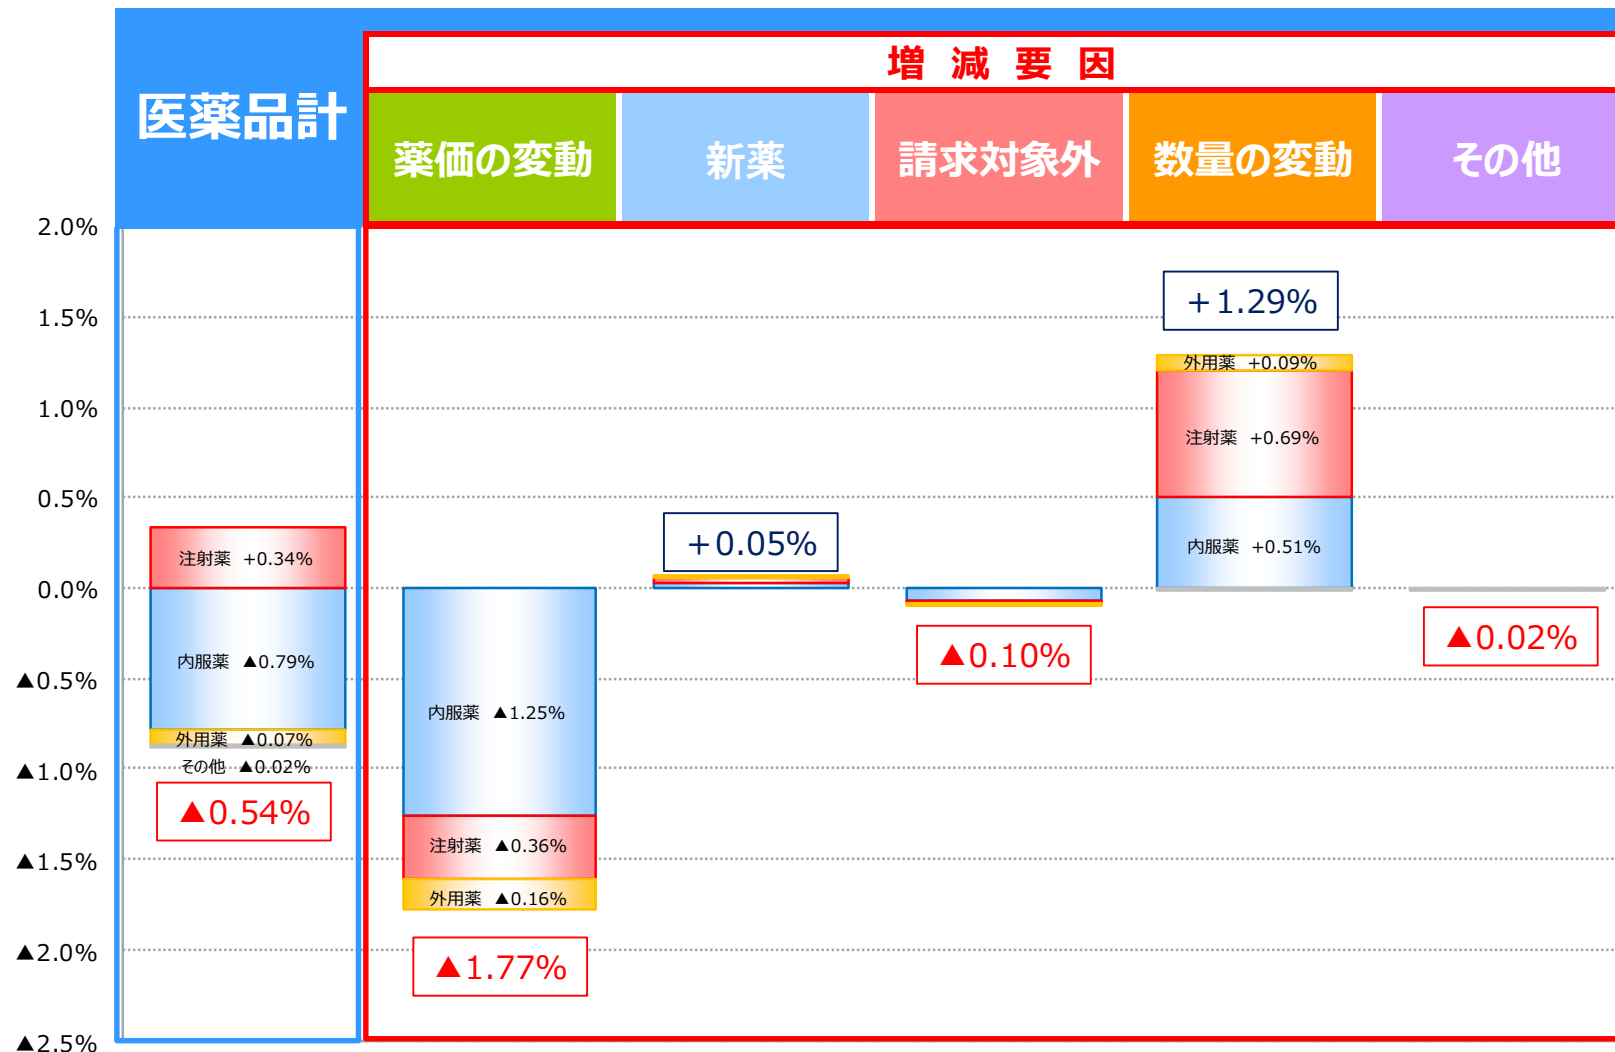 増減要因
医薬品計
薬価の変動
新薬
請求対象外
数量の変動
その他
2.0%
1.5%
1.0%
0.5%
0.0%
▲0.5%
▲1.0%
▲1.5%
▲2.0%
▲2.5%
注射薬 +0.34%
内服薬 ▲0.79%
外用薬 ▲0.07%
その他 ▲0.02%
▲0.54%
内服薬 ▲1.25%
注射薬 ▲0.36%
外用薬 ▲0.16%
▲1.77%
+0.05%
▲0.10%
+1.29%
外用薬 +0.09%
注射薬 +0.69%
内服薬 +0.51%
▲0.02%